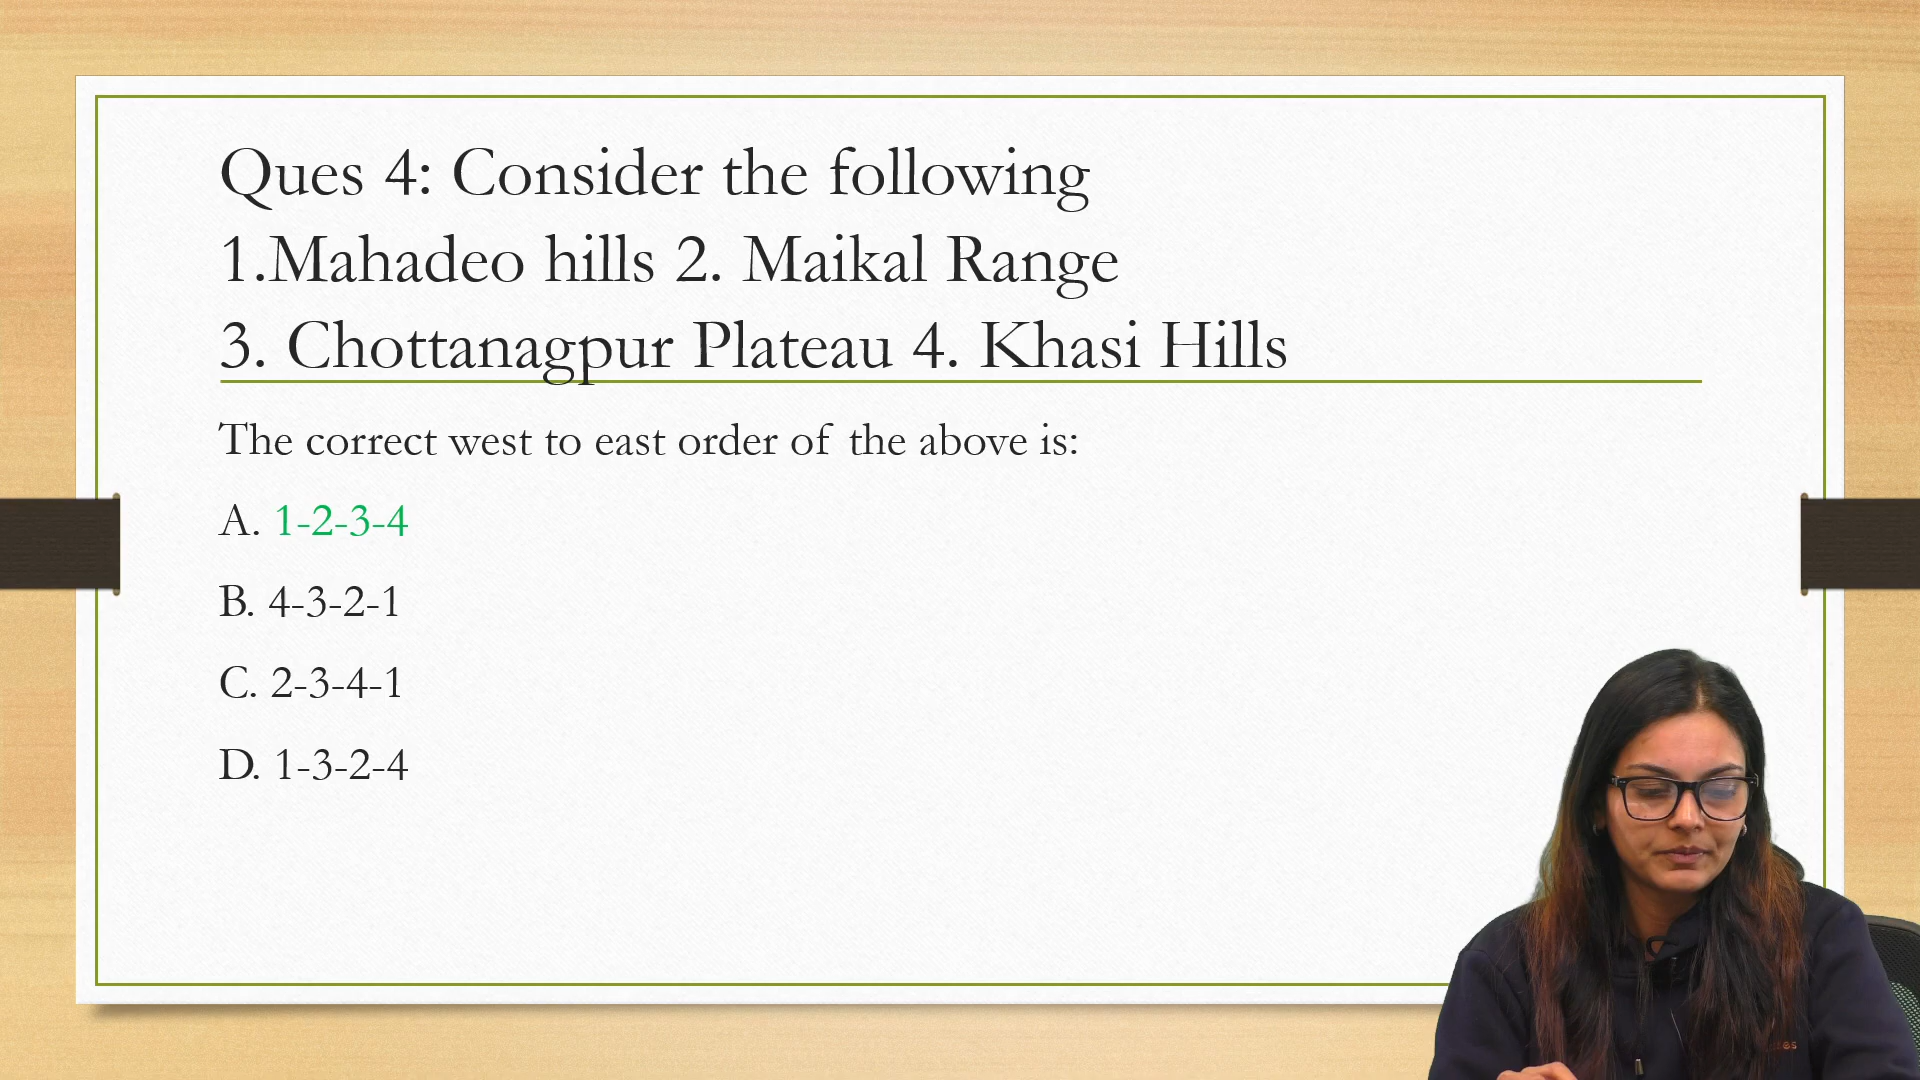 Ques 4: Consider the following
1.Mahadeo hills 2. Maikal Range
3. Chottanagpur Plateau 4. Khasi Hills
The correct west to east order of the above is:
A. 1-2-3-4
B. 4-3-2-1
C. 2-3-4-1
D. 1-3-2-4